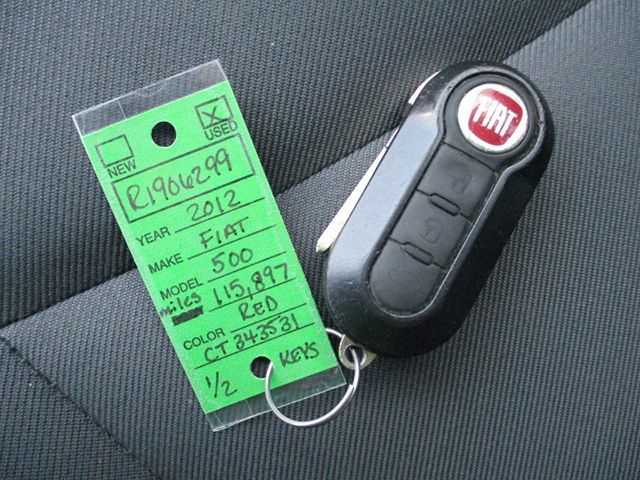 X
NEW USED
R1906299
YEAR 2012
MAKE FIAT
MODEL 500
miles 115,897
COLOR RED
CT 343531
1/2 KEYS
FIAT